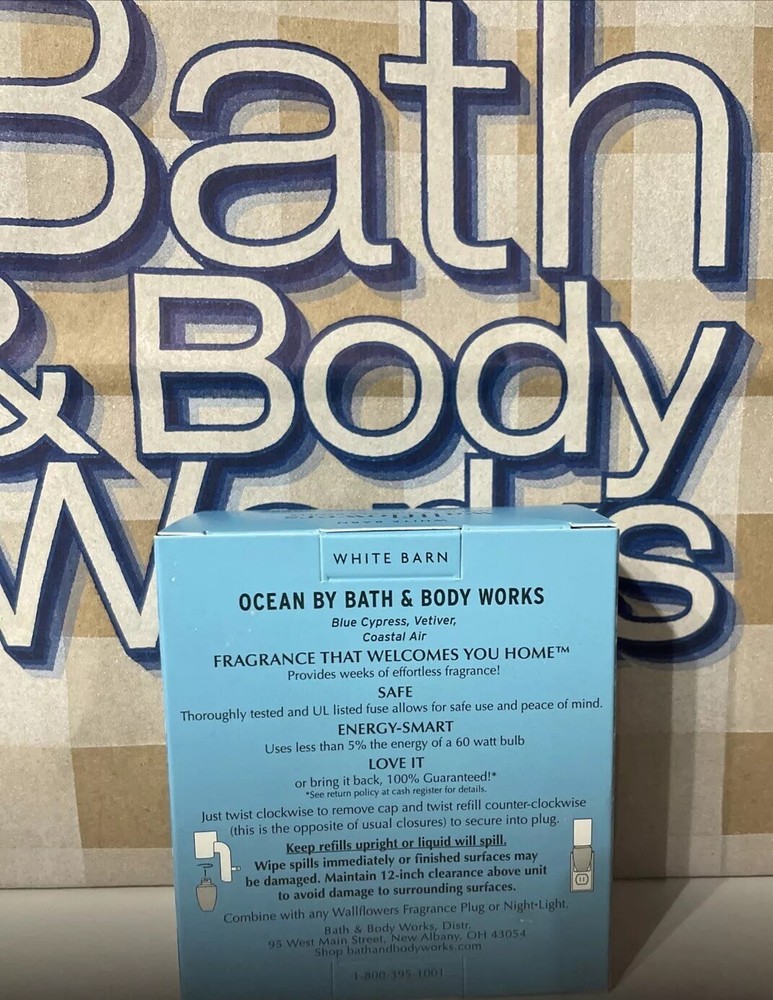 Bath
& Body
Works
WHITE BARN
WHITE BARN
OCEAN BY BATH & BODY WORKS
Blue Cypress, Vetiver,
Coastal Air
FRAGRANCE THAT WELCOMES YOU HOME™
Provides weeks of effortless fragrance!
SAFE
Thoroughly tested and UL listed fuse allows for safe use and peace of mind.
ENERGY-SMART
Uses less than 5% the energy of a 60 watt bulb
LOVE IT
or bring it back, 100% Guaranteed!*
*See return policy at cash register for details.
Just twist clockwise to remove cap and twist refill counter-clockwise
(this is the opposite of usual closures) to secure into plug.
Keep refills upright or liquid will spill.
Wipe spills immediately or finished surfaces may
be damaged. Maintain 12-inch clearance above unit
to avoid damage to surrounding surfaces.
Combine with any Wallflowers Fragrance Plug or Night•Light.
Bath & Body Works, Distr.
95 West Main Street, New Albany, OH 43054
Shop bathandbodyworks.com
1-800-395-1001